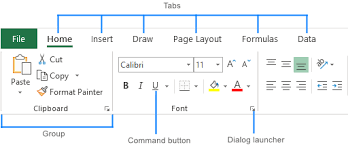 Tabs
File Home Insert Draw Page Layout Formulas Data
Paste
Cut
Copy
Format Painter
Clipboard
Calibri 11 A A
B I U A
Font
Group
Command button
Dialog launcher